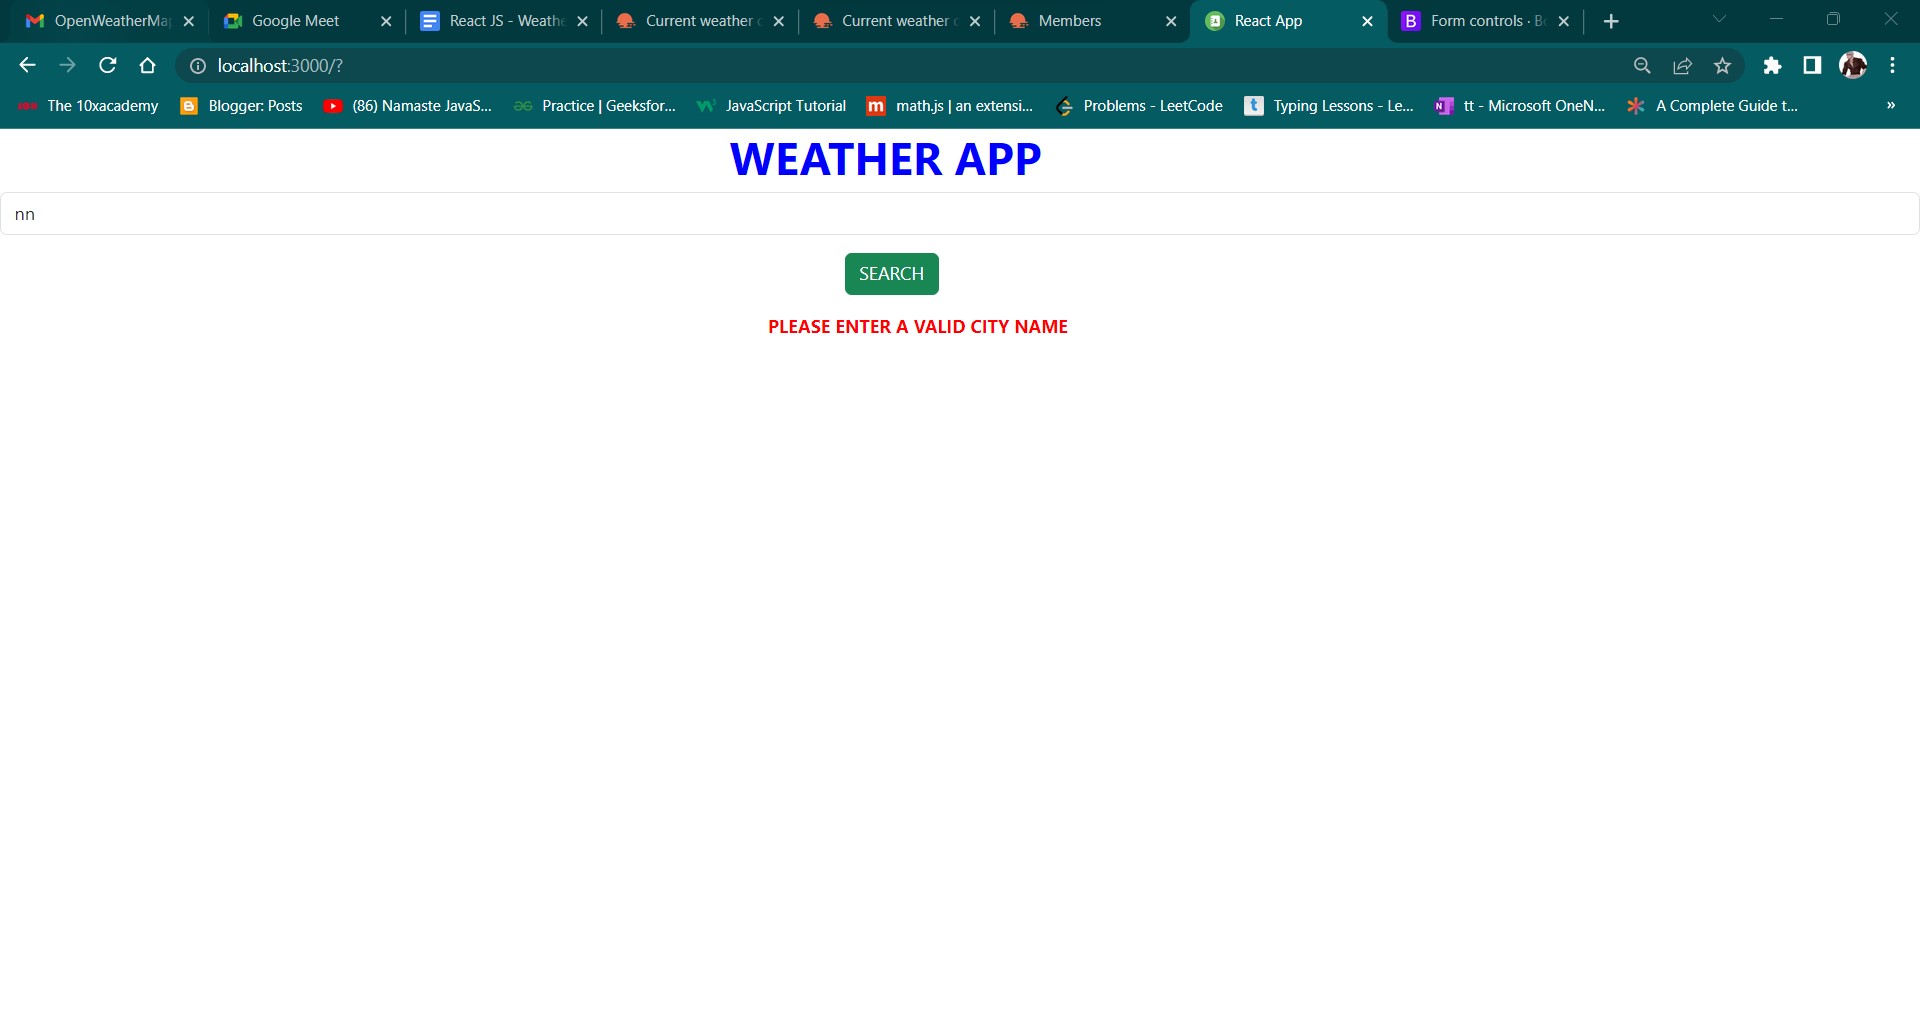 OpenWeatherMa
Google Meet
React JS - Weathe
Current weather
Current weather
Members
React App
Form controls · Bo
localhost:3000/?
The 10xacademy
Blogger: Posts
(86) Namaste JavaS...
Practice | Geeksfor...
JavaScript Tutorial
m math.js | an extensi...
Problems - LeetCode
t Typing Lessons - Le...
tt - Microsoft OneN...
A Complete Guide t...
»
WEATHER APP
nn
SEARCH
PLEASE ENTER A VALID CITY NAME